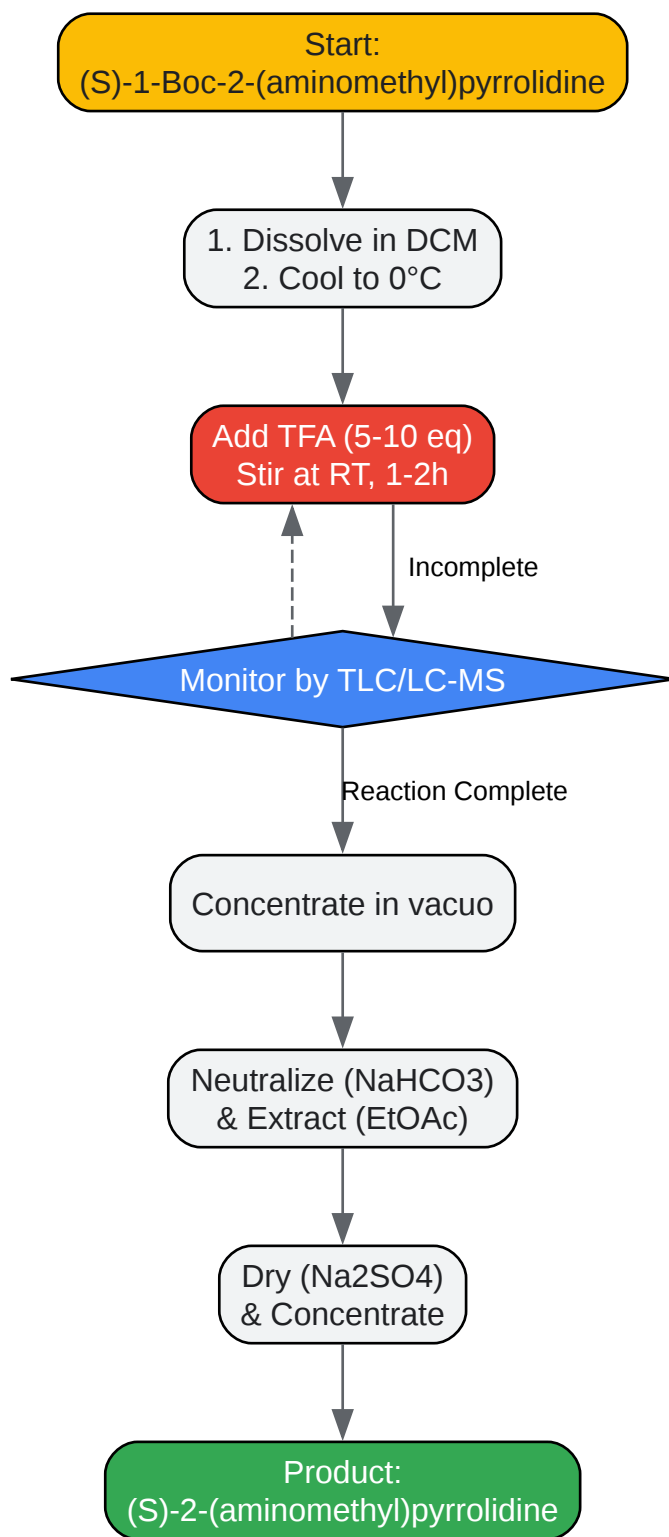 Start:
(S)-1-Boc-2-(aminomethyl)pyrrolidine
1. Dissolve in DCM
2. Cool to 0°C
Add TFA (5-10 eq)
Stir at RT, 1-2h
Incomplete
Monitor by TLC/LC-MS
Reaction Complete
Concentrate in vacuo
Neutralize (NaHCO3)
& Extract (EtOAc)
Dry (Na2SO4)
& Concentrate
Product:
(S)-2-(aminomethyl)pyrrolidine